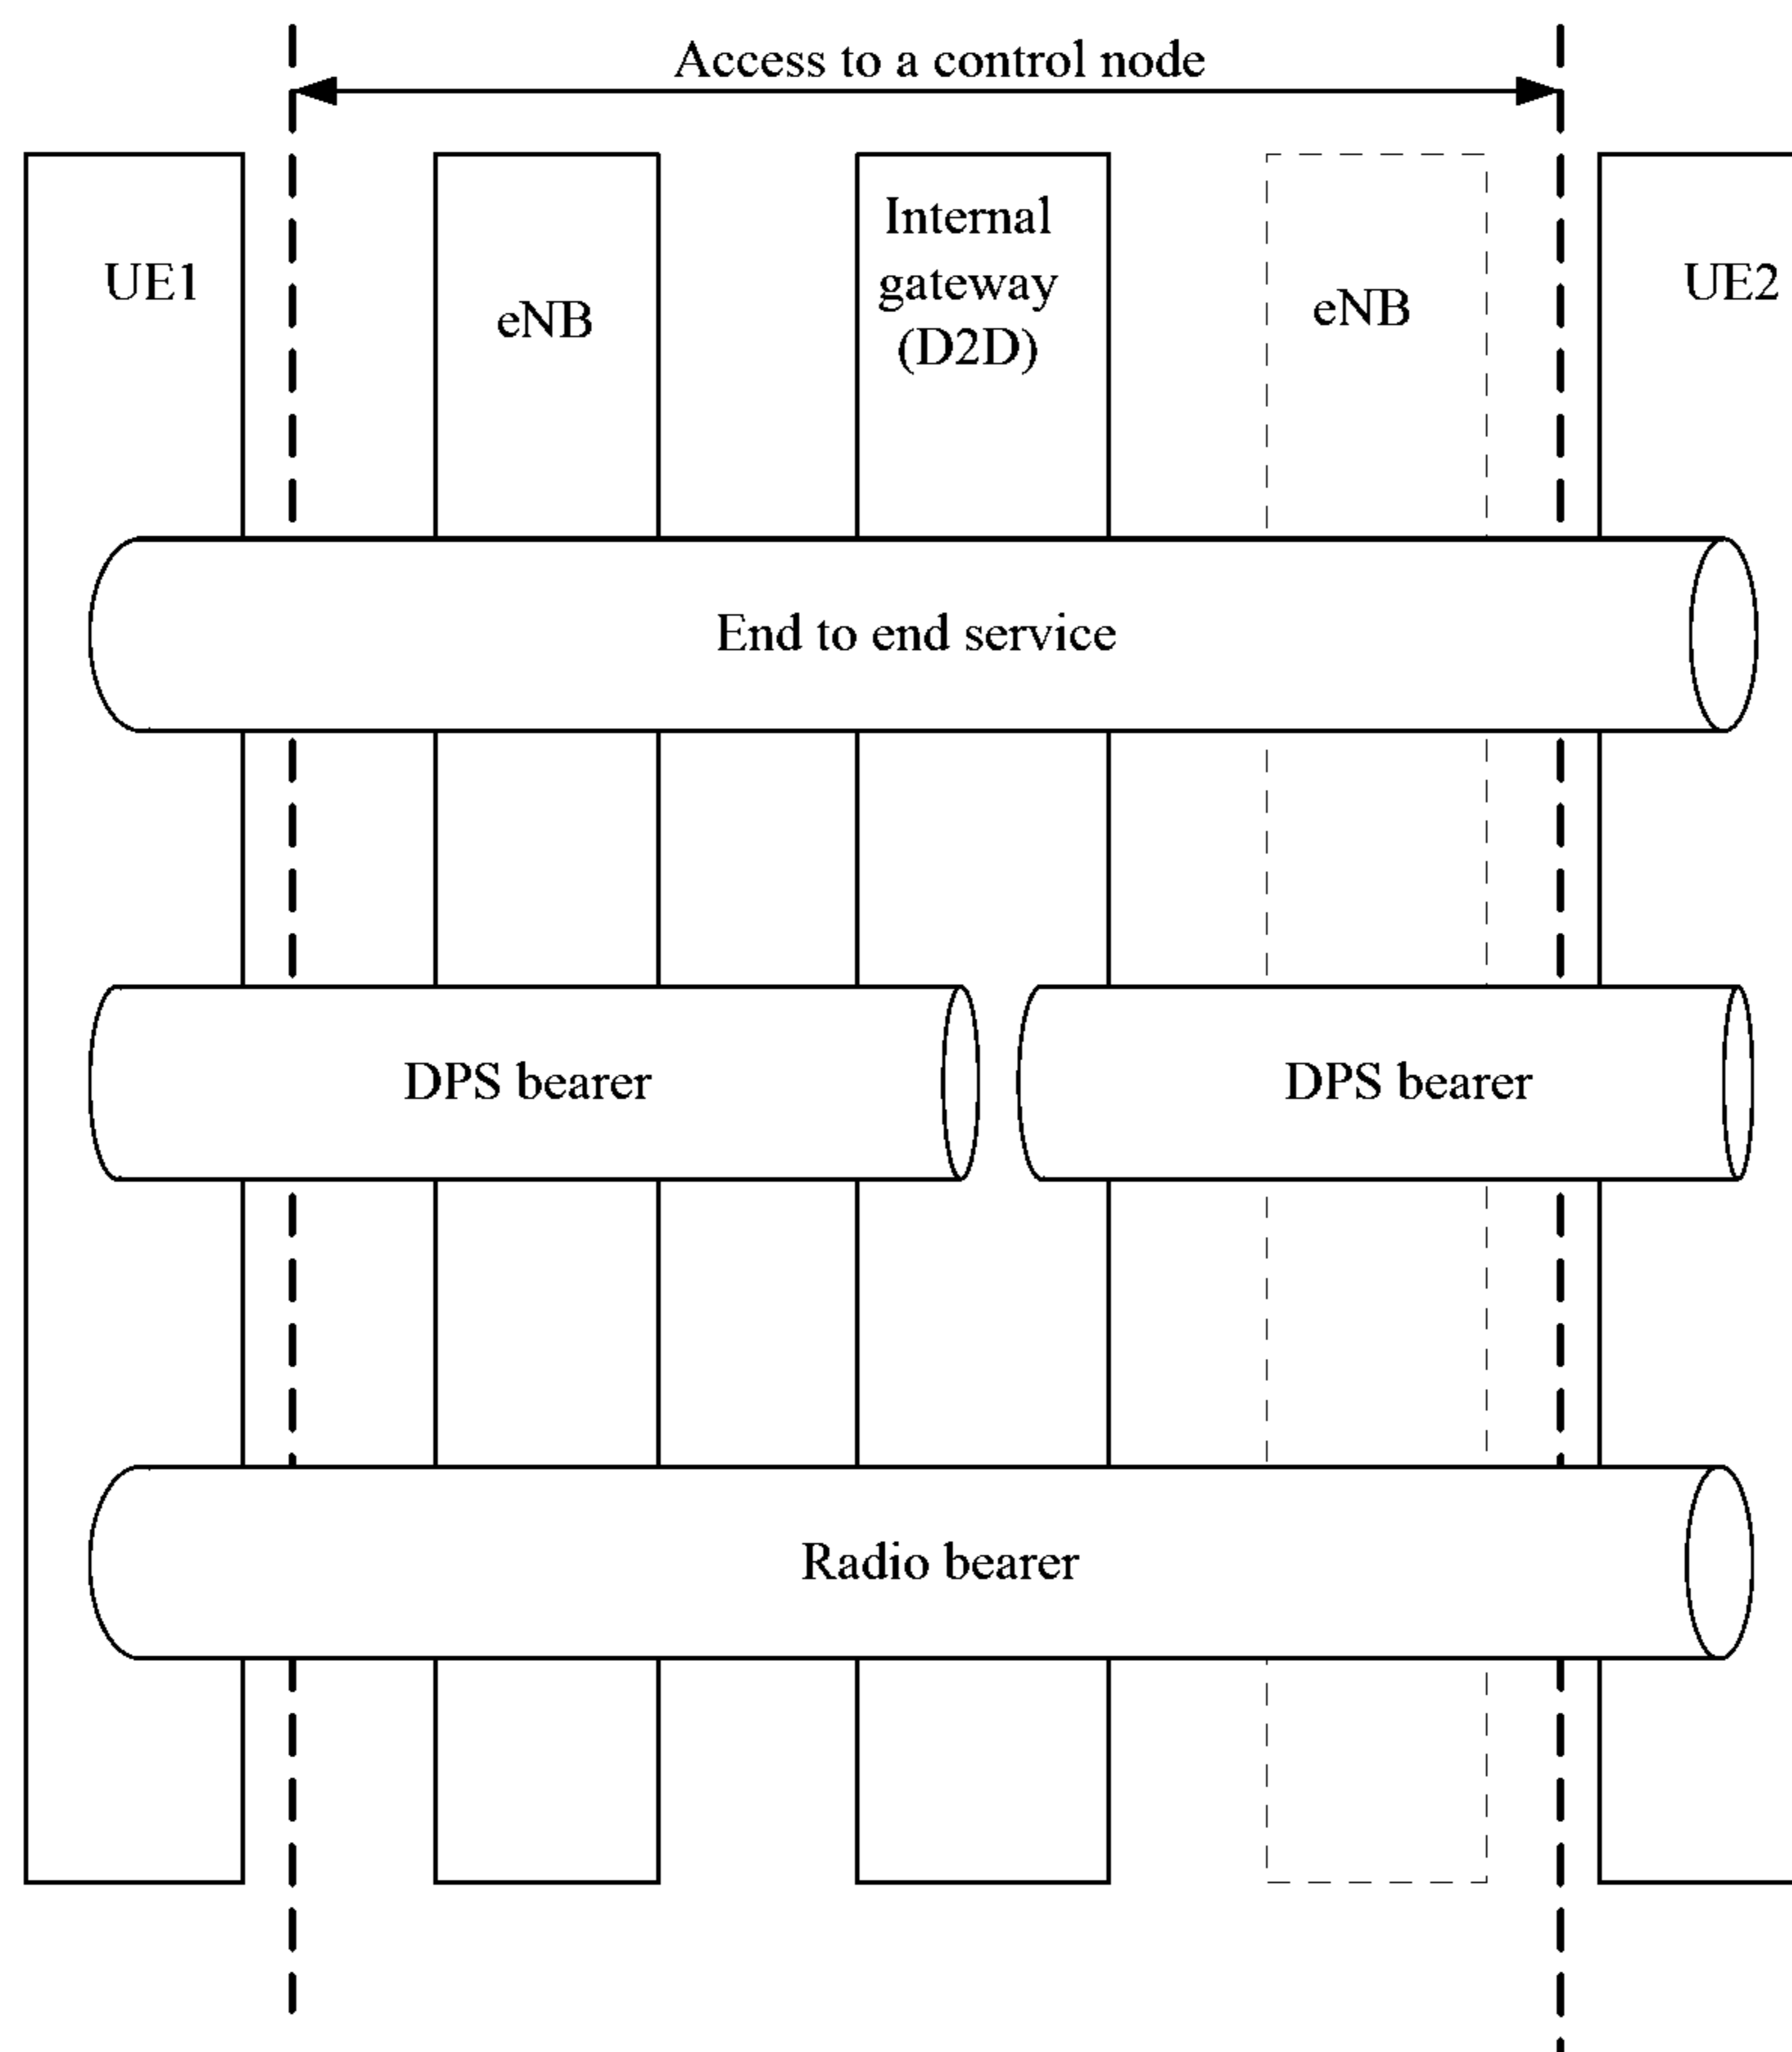 Access to a control node
UE1
eNB
Internal
gateway
(D2D)
eNB
UE2
End to end service
DPS bearer
DPS bearer
Radio bearer